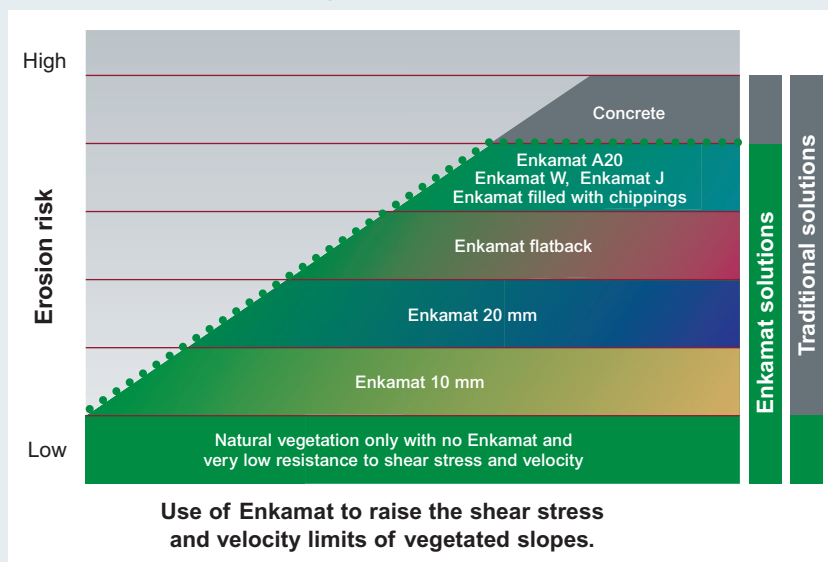 High
Concrete
Enkamat A20
Enkamat W, Enkamat J
Enkamat filled with chippings
Enkamat flatback
Enkamat 20 mm
Enkamat 10 mm
Natural vegetation only with no Enkamat and
very low resistance to shear stress and velocity
Low
Erosion risk
Enkamat solutions
Traditional solutions
Use of Enkamat to raise the shear stress
and velocity limits of vegetated slopes.